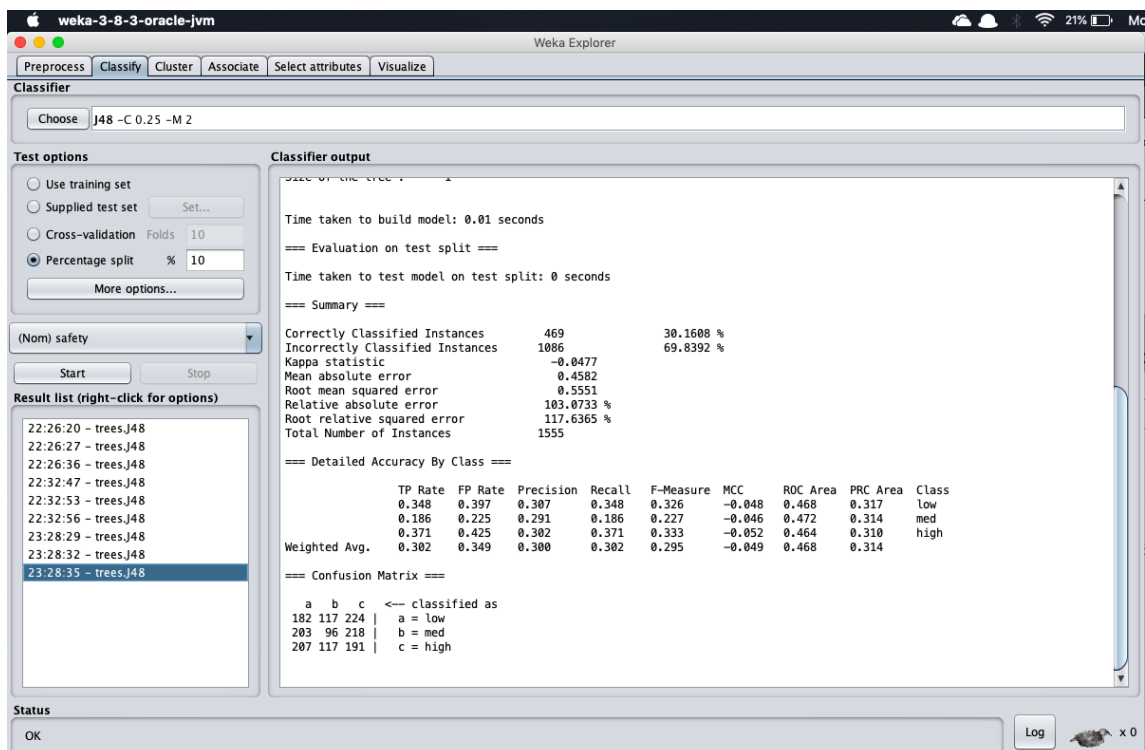 weka-3-8-3-oracle-jvm 21% Mo
Weka Explorer
Preprocess Classify Cluster Associate Select attributes Visualize
Classifier
Choose J48 -C 0.25 -M 2
Test options
Use training set
Supplied test set Set...
Cross-validation Folds 10
Percentage split % 10
More options...
(Nom) safety
Start Stop
Result list (right-click for options)
22:26:20 - trees.J48
22:26:27 - trees.J48
22:26:36 - trees.J48
22:32:47 - trees.J48
22:32:53 - trees.J48
22:32:56 - trees.J48
23:28:29 - trees.J48
23:28:32 - trees.J48
23:28:35 - trees.J48
Classifier output
Size of the tree : 1
Time taken to build model: 0.01 seconds
=== Evaluation on test split ===
Time taken to test model on test split: 0 seconds
=== Summary ===
Correctly Classified Instances 469 30.1608 %
Incorrectly Classified Instances 1086 69.8392 %
Kappa statistic -0.0477
Mean absolute error 0.4582
Root mean squared error 0.5551
Relative absolute error 103.0733 %
Root relative squared error 117.6365 %
Total Number of Instances 1555
=== Detailed Accuracy By Class ===
TP Rate FP Rate Precision Recall F-Measure MCC ROC Area PRC Area Class
0.348 0.397 0.307 0.348 0.326 -0.048 0.468 0.317 low
0.186 0.225 0.291 0.186 0.227 -0.046 0.472 0.314 med
0.371 0.425 0.302 0.371 0.333 -0.052 0.464 0.310 high
Weighted Avg. 0.302 0.349 0.300 0.302 0.295 -0.049 0.468 0.314
=== Confusion Matrix ===
a b c <-- classified as
182 117 224 | a = low
203 96 218 | b = med
207 117 191 | c = high
Status
OK
Log x 0